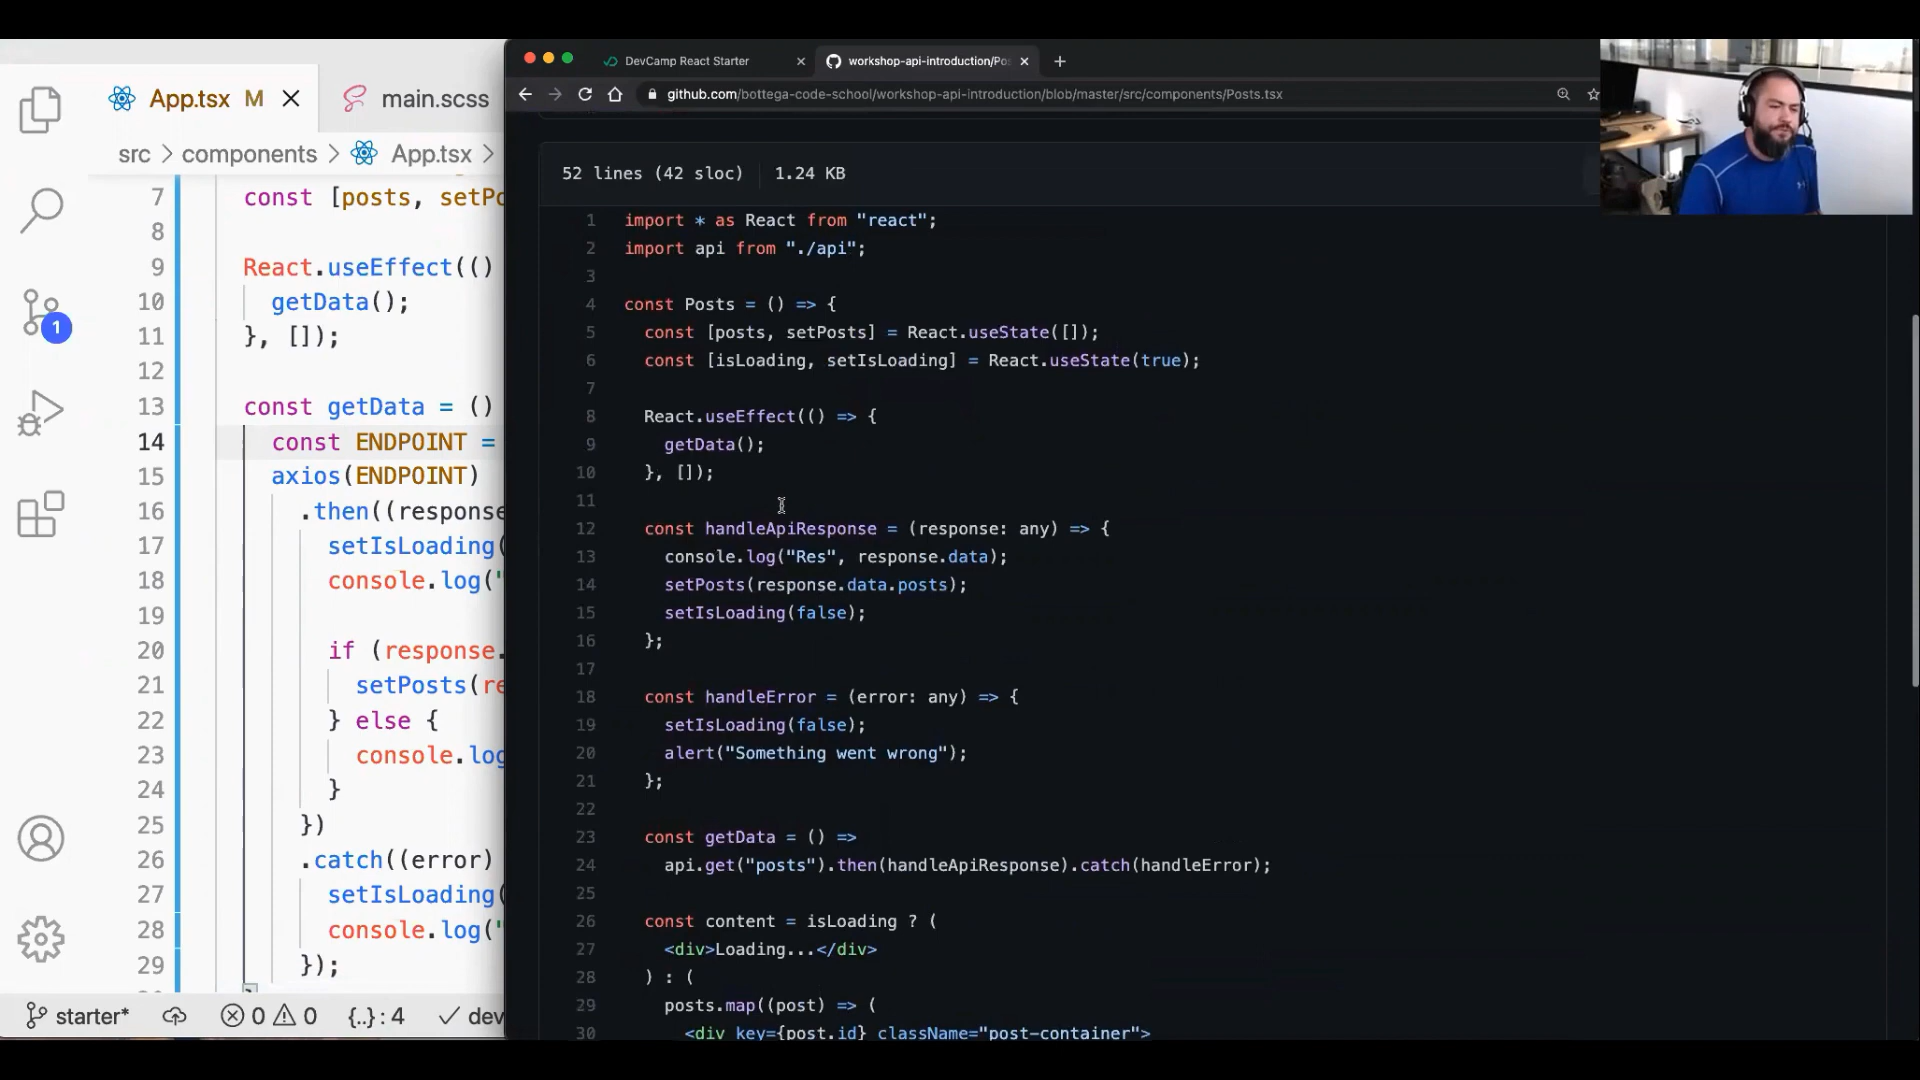 App.tsx M
main.scss
src > components > App.tsx >
7 const [posts, setPo
8
9 React.useEffect(()
10 getData();
11 }, []);
12
13 const getData = ()
14 const ENDPOINT =
15 axios(ENDPOINT)
16 .then((response
17 setIsLoading(
18 console.log("
19
20 if (response.
21 setPosts(re
22 } else {
23 console.log
24 }
25 })
26 .catch((error)
27 setIsLoading(
28 console.log("
29 });
1
starter* 0 0 {..}: 4 dev
DevCamp React Starter
workshop-api-introduction/Po
github.com/bottega-code-school/workshop-api-introduction/blob/master/src/components/Posts.tsx
52 lines (42 sloc) 1.24 KB
1 import * as React from "react";
2 import api from "./api";
3
4 const Posts = () => {
5 const [posts, setPosts] = React.useState([]);
6 const [isLoading, setIsLoading] = React.useState(true);
7
8 React.useEffect(() => {
9 getData();
10 }, []);
11
12 const handleApiResponse = (response: any) => {
13 console.log("Res", response.data);
14 setPosts(response.data.posts);
15 setIsLoading(false);
16 };
17
18 const handleError = (error: any) => {
19 setIsLoading(false);
20 alert("Something went wrong");
21 };
22
23 const getData = () =>
24 api.get("posts").then(handleApiResponse).catch(handleError);
25
26 const content = isLoading ? (
27 <div>Loading...</div>
28 ) : (
29 posts.map((post) => (
30 <div key={post.id} className="post-container">